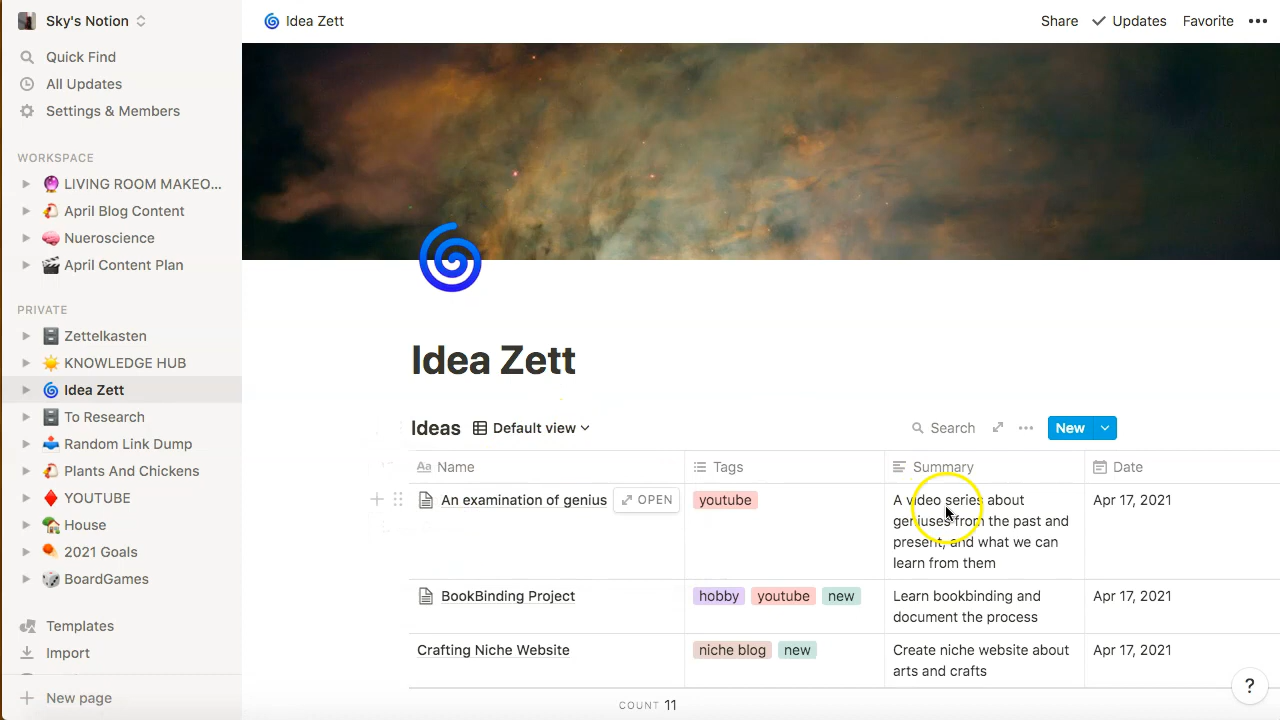 Sky's Notion
Idea Zett
Share
Updates
Favorite
Quick Find
All Updates
Settings & Members
WORKSPACE
LIVING ROOM MAKEO...
April Blog Content
Nueroscience
April Content Plan
PRIVATE
Zettelkasten
KNOWLEDGE HUB
Idea Zett
To Research
Random Link Dump
Plants And Chickens
YOUTUBE
House
2021 Goals
BoardGames
Templates
Import
New page
Idea Zett
Ideas
Default view
Search
New
Aa Name
Tags
Summary
Date
An examination of genius
OPEN
youtube
A video series about
geniuses from the past and
present, and what we can
learn from them
Apr 17, 2021
BookBinding Project
hobby youtube new
Learn bookbinding and
document the process
Apr 17, 2021
Crafting Niche Website
niche blog new
Create niche website about
arts and crafts
Apr 17, 2021
COUNT 11
?